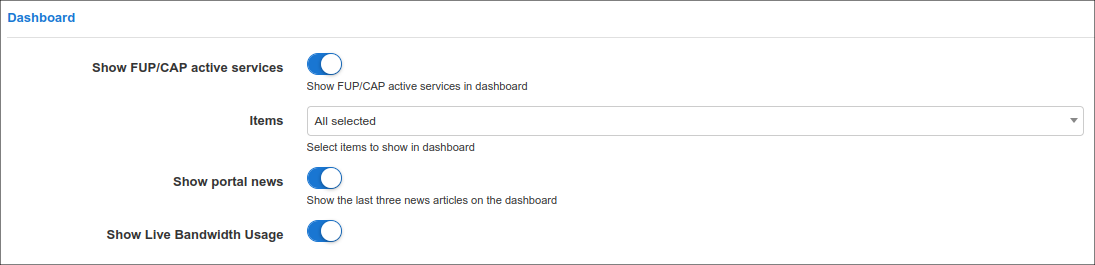 Dashboard
Show FUP/CAP active services
Show FUP/CAP active services in dashboard
Items
All selected
Select items to show in dashboard
Show portal news
Show the last three news articles on the dashboard
Show Live Bandwidth Usage